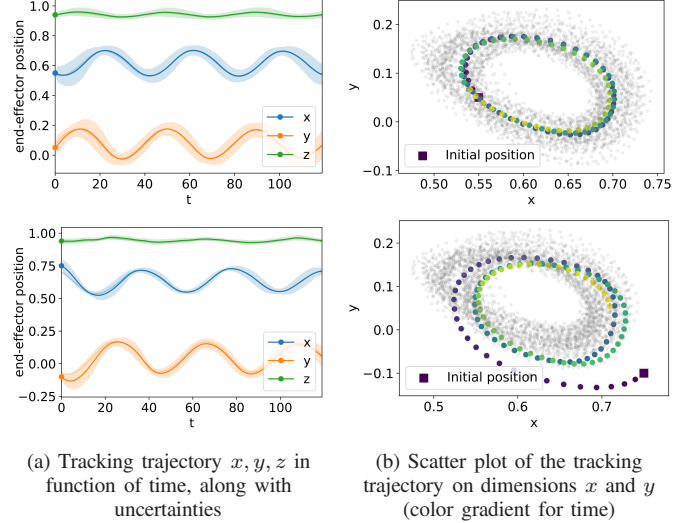 1.0
0.8
0.6
0.4
0.2
0.0
end-effector position
x
y
z
0
20
40
60
80
100
t
0.2
0.1
0.0
−0.1
y
Initial position
0.50
0.55
0.60
0.65
0.70
0.75
x
1.00
0.75
0.50
0.25
0.00
−0.25
end-effector position
x
y
z
0
20
40
60
80
100
t
0.2
0.1
0.0
−0.1
y
Initial position
0.5
0.6
0.7
x
(a) Tracking trajectory x, y, z in
function of time, along with
uncertainties
(b) Scatter plot of the tracking
trajectory on dimensions x and y
(color gradient for time)